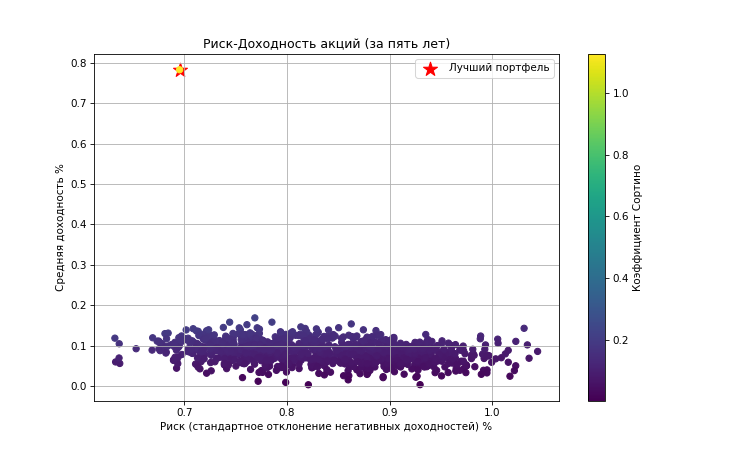 Риск-Доходность акций (за пять лет)
Лучший портфель
Средняя доходность %
0.8
0.7
0.6
0.5
0.4
0.3
0.2
0.1
0.0
0.7 0.8 0.9 1.0
Риск (стандартное отклонение негативных доходностей) %
1.0
0.8
0.6
0.4
0.2
Коэффициент Сортино